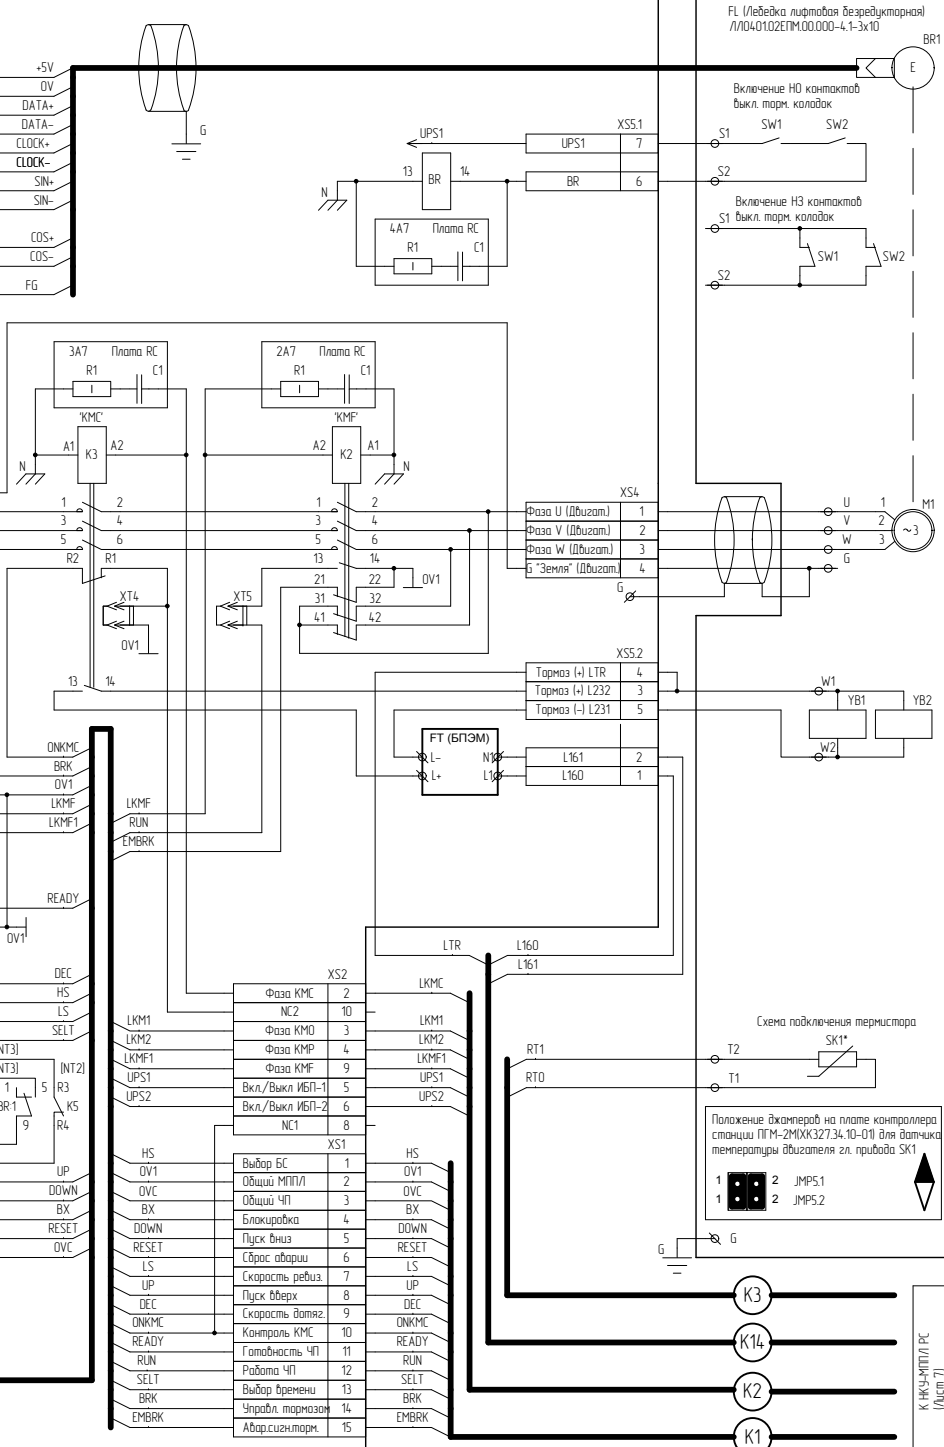 FL (Лебедка лифтовая безредукторная)
ЛЛ0401.02ЕПМ.00.000-4.1-3x10
BR1
E
+5V
0V
DATA+
DATA-
CLOCK+
CLOCK-
SIN+
SIN-
COS+
COS-
FG
G
Включение НО контактов
выкл. торм. колодок
S1 SW1 SW2
S2
Включение НЗ контактов
выкл. торм. колодок
S1
SW1 SW2
S2
UPS1
XS5.1
UPS1 7
BR 6
13 BR 14
N
4A7 Плата RC
R1 C1
3A7 Плата RC
R1 C1
'KMC'
A1 K3 A2
N
2A7 Плата RC
R1 C1
'KMF'
A2 K2 A1
N
1 2
3 4
5 6
R2 R1
XT4
0V1
1 2
3 4
5 6
13 14
21 22
31 32
41 42
0V1
XT5
XS4
Фаза U (Двигат.) 1
Фаза V (Двигат.) 2
Фаза W (Двигат.) 3
G "Земля" (Двигат.) 4
G
U 1
V 2
W 3
G
M1
~3
13 14
XS5.2
Тормоз (+) LTR 4
Тормоз (+) L232 3
Тормоз (-) L231 5
L161 2
L160 1
FT (БПЭМ)
L- N1
L+ L1
W1
YB1 YB2
W2
ONKMC
BRK
0V1
LKMF
LKMF1
READY
0V1
DEC
HS
LS
SELT
LKMF
RUN
EMBRK
LTR L160
L161
XS2
Фаза КМС 2
NC2 10
Фаза КМО 3
Фаза КМР 4
Фаза KMF 9
Вкл./Выкл ИБП-1 5
Вкл./Выкл ИБП-2 6
NC1 8
LKM1
LKM2
LKMF1
UPS1
UPS2
LKMC
LKM1
LKM2
LKMF1
UPS1
UPS2
NT3)
NT3) (NT2)
1 5 R3
BR1 K5
9 R4
UP
DOWN
BX
RESET
0VC
XS1
HS Выбор БС 1 HS
0V1 Общий МППЛ 2 0V1
0VC Общий ЧП 3 0VC
BX Блокировка 4 BX
DOWN Пуск вниз 5 DOWN
RESET Сброс аварии 6 RESET
LS Скорость ревиз. 7 LS
UP Пуск вверх 8 UP
DEC Скорость дотяг. 9 DEC
ONKMC Контроль КМС 10 ONKMC
READY Готовность ЧП 11 READY
RUN Работа ЧП 12 RUN
SELT Выбор времени 13 SELT
BRK Управл. тормозом 14 BRK
EMBRK Авар.сигн.торм. 15 EMBRK
Схема подключения термистора
SK1*
RT1 T2
RT0 T1
Положение джамперов на плате контроллера
станции ПГМ-2М(ХК327.34.10-01) для датчика
температуры двигателя гл. привода SK1
1 2 JMP5.1
1 2 JMP5.2
G G
K3
K14
K2
K1
К НКУ-МППЛ РС
(Лист 7)